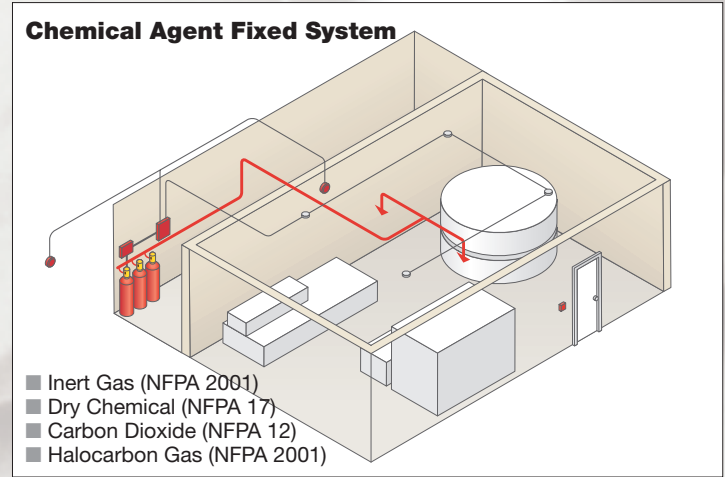 Chemical Agent Fixed System
■ Inert Gas (NFPA 2001)
■ Dry Chemical (NFPA 17)
■ Carbon Dioxide (NFPA 12)
■ Halocarbon Gas (NFPA 2001)